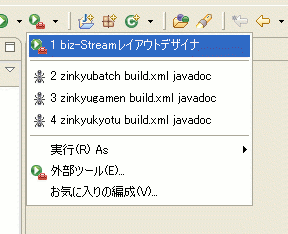 1 biz-Streamレイアウトデザイナ
2 zinkyubatch build.xml javadoc
3 zinkyugamen build.xml javadoc
4 zinkyukyotu build.xml javadoc
実行(R) As
外部ツール(E)...
お気に入りの編成(V)...